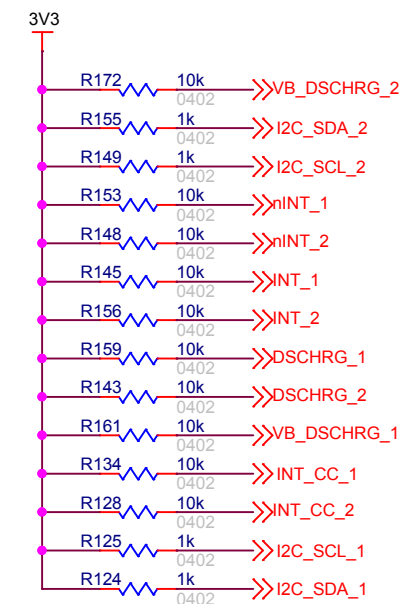 3V3
R172 10k 0402 VB_DSCHRG_2
R155 1k 0402 I2C_SDA_2
R149 1k 0402 I2C_SCL_2
R153 10k 0402 nINT_1
R148 10k 0402 nINT_2
R145 10k 0402 INT_1
R156 10k 0402 INT_2
R159 10k 0402 DSCHRG_1
R143 10k 0402 DSCHRG_2
R161 10k 0402 VB_DSCHRG_1
R134 10k 0402 INT_CC_1
R128 10k 0402 INT_CC_2
R125 1k 0402 I2C_SCL_1
R124 1k 0402 I2C_SDA_1